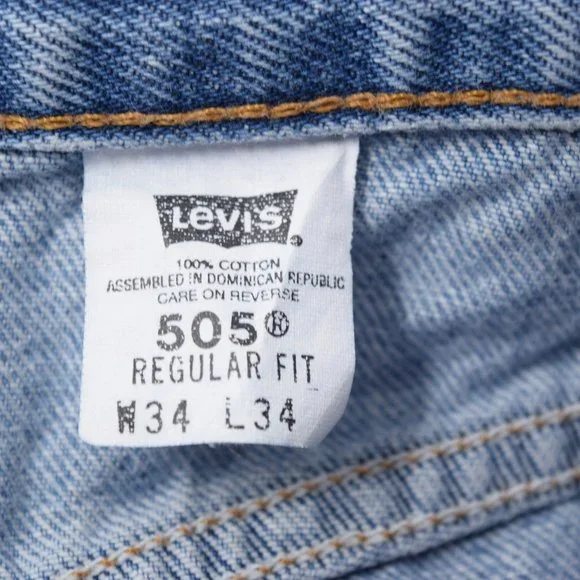 LEVI'S
100% COTTON
ASSEMBLED IN DOMINICAN REPUBLIC
CARE ON REVERSE
505®
REGULAR FIT
W34 L34